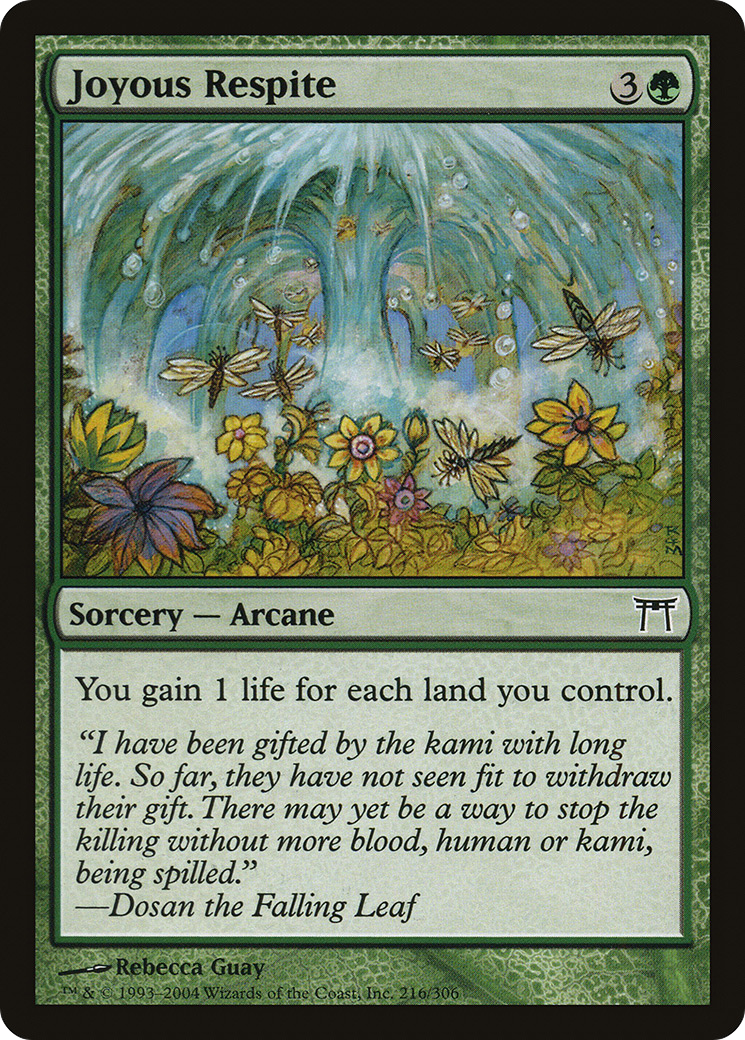 Joyous Respite 3
Sorcery — Arcane
You gain 1 life for each land you control.
“I have been gifted by the kami with long
life. So far, they have not seen fit to withdraw
their gift. There may yet be a way to stop the
killing without more blood, human or kami,
being spilled.”
—Dosan the Falling Leaf
Rebecca Guay
™ & © 1993–2004 Wizards of the Coast, Inc. 216/306